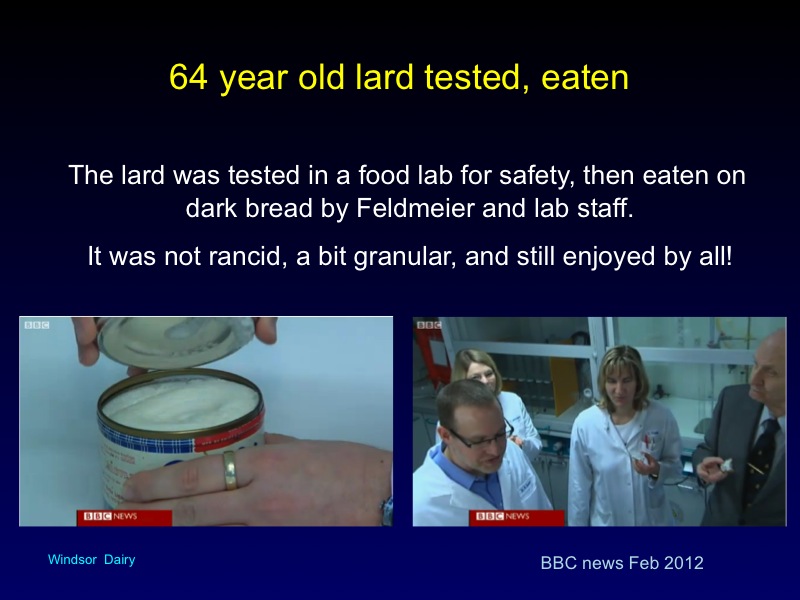 64 year old lard tested, eaten
The lard was tested in a food lab for safety, then eaten on
dark bread by Feldmeier and lab staff.
It was not rancid, a bit granular, and still enjoyed by all!
BBC
BBC
BBC NEWS
BBC NEWS
Windsor Dairy
BBC news Feb 2012